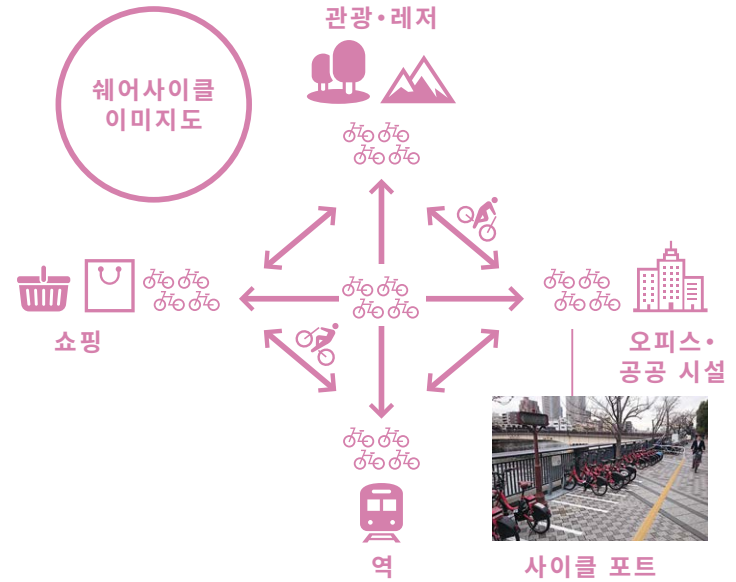 관광•레저
쉐어사이클
이미지도
쇼핑
오피스•
공공 시설
역
사이클 포트